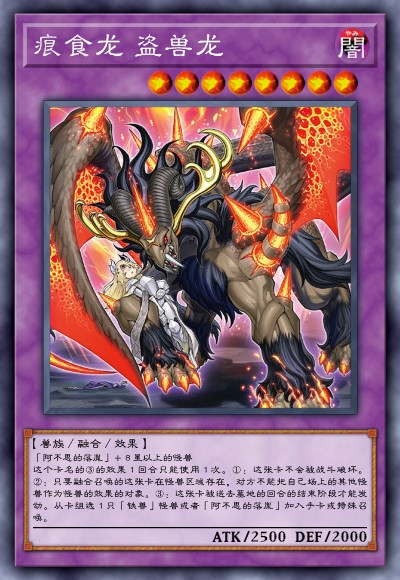 痕食龙 盗兽龙
やみ
闇
【兽族／融合／效果】
「阿不思的落胤」＋8星以上的怪兽
这个卡名的③的效果1回合只能使用1次。①：这张卡不会被战斗破坏。
②：只要融合召唤的这张卡在怪兽区域存在，对方不能把自己场上的其他怪
兽作为怪兽的效果的对象。③：这张卡被送去墓地的回合的结束阶段才能发
动。从卡组选1只「铁兽」怪兽或者「阿不思的落胤」加入手卡或特殊召
唤。
ATK/2500 DEF/2000